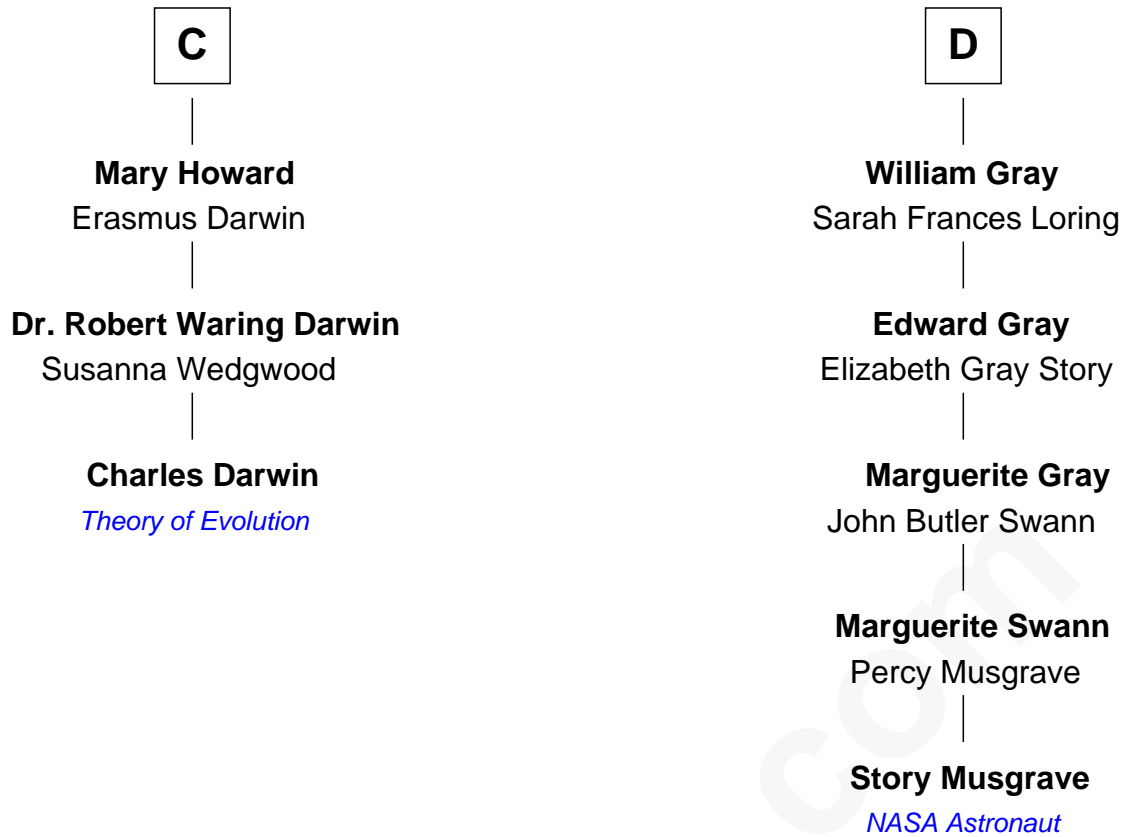 C
Mary Howard
Erasmus Darwin
Dr. Robert Waring Darwin
Susanna Wedgwood
Charles Darwin
Theory of Evolution
D
William Gray
Sarah Frances Loring
Edward Gray
Elizabeth Gray Story
Marguerite Gray
John Butler Swann
Marguerite Swann
Percy Musgrave
Story Musgrave
NASA Astronaut
com